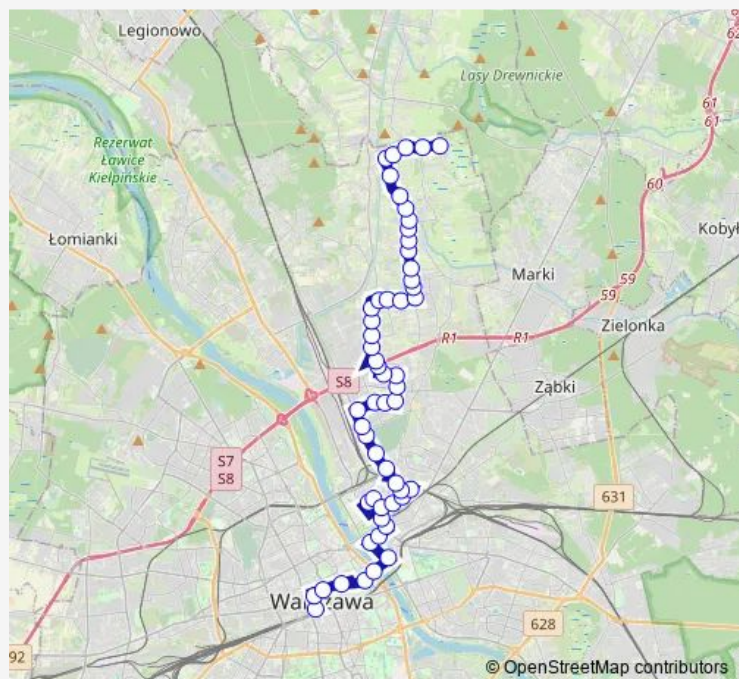 Legionowo
62
Lasy Drewnickie
61
61
Rezerwat
Ławice
Kiełpińskie
60
Łomianki
Kobył
Marki
59
59
Zielonka
R1
R1
S8
Ząbki
S7
S8
631
Warszawa
628
92
© OpenStreetMap contributors